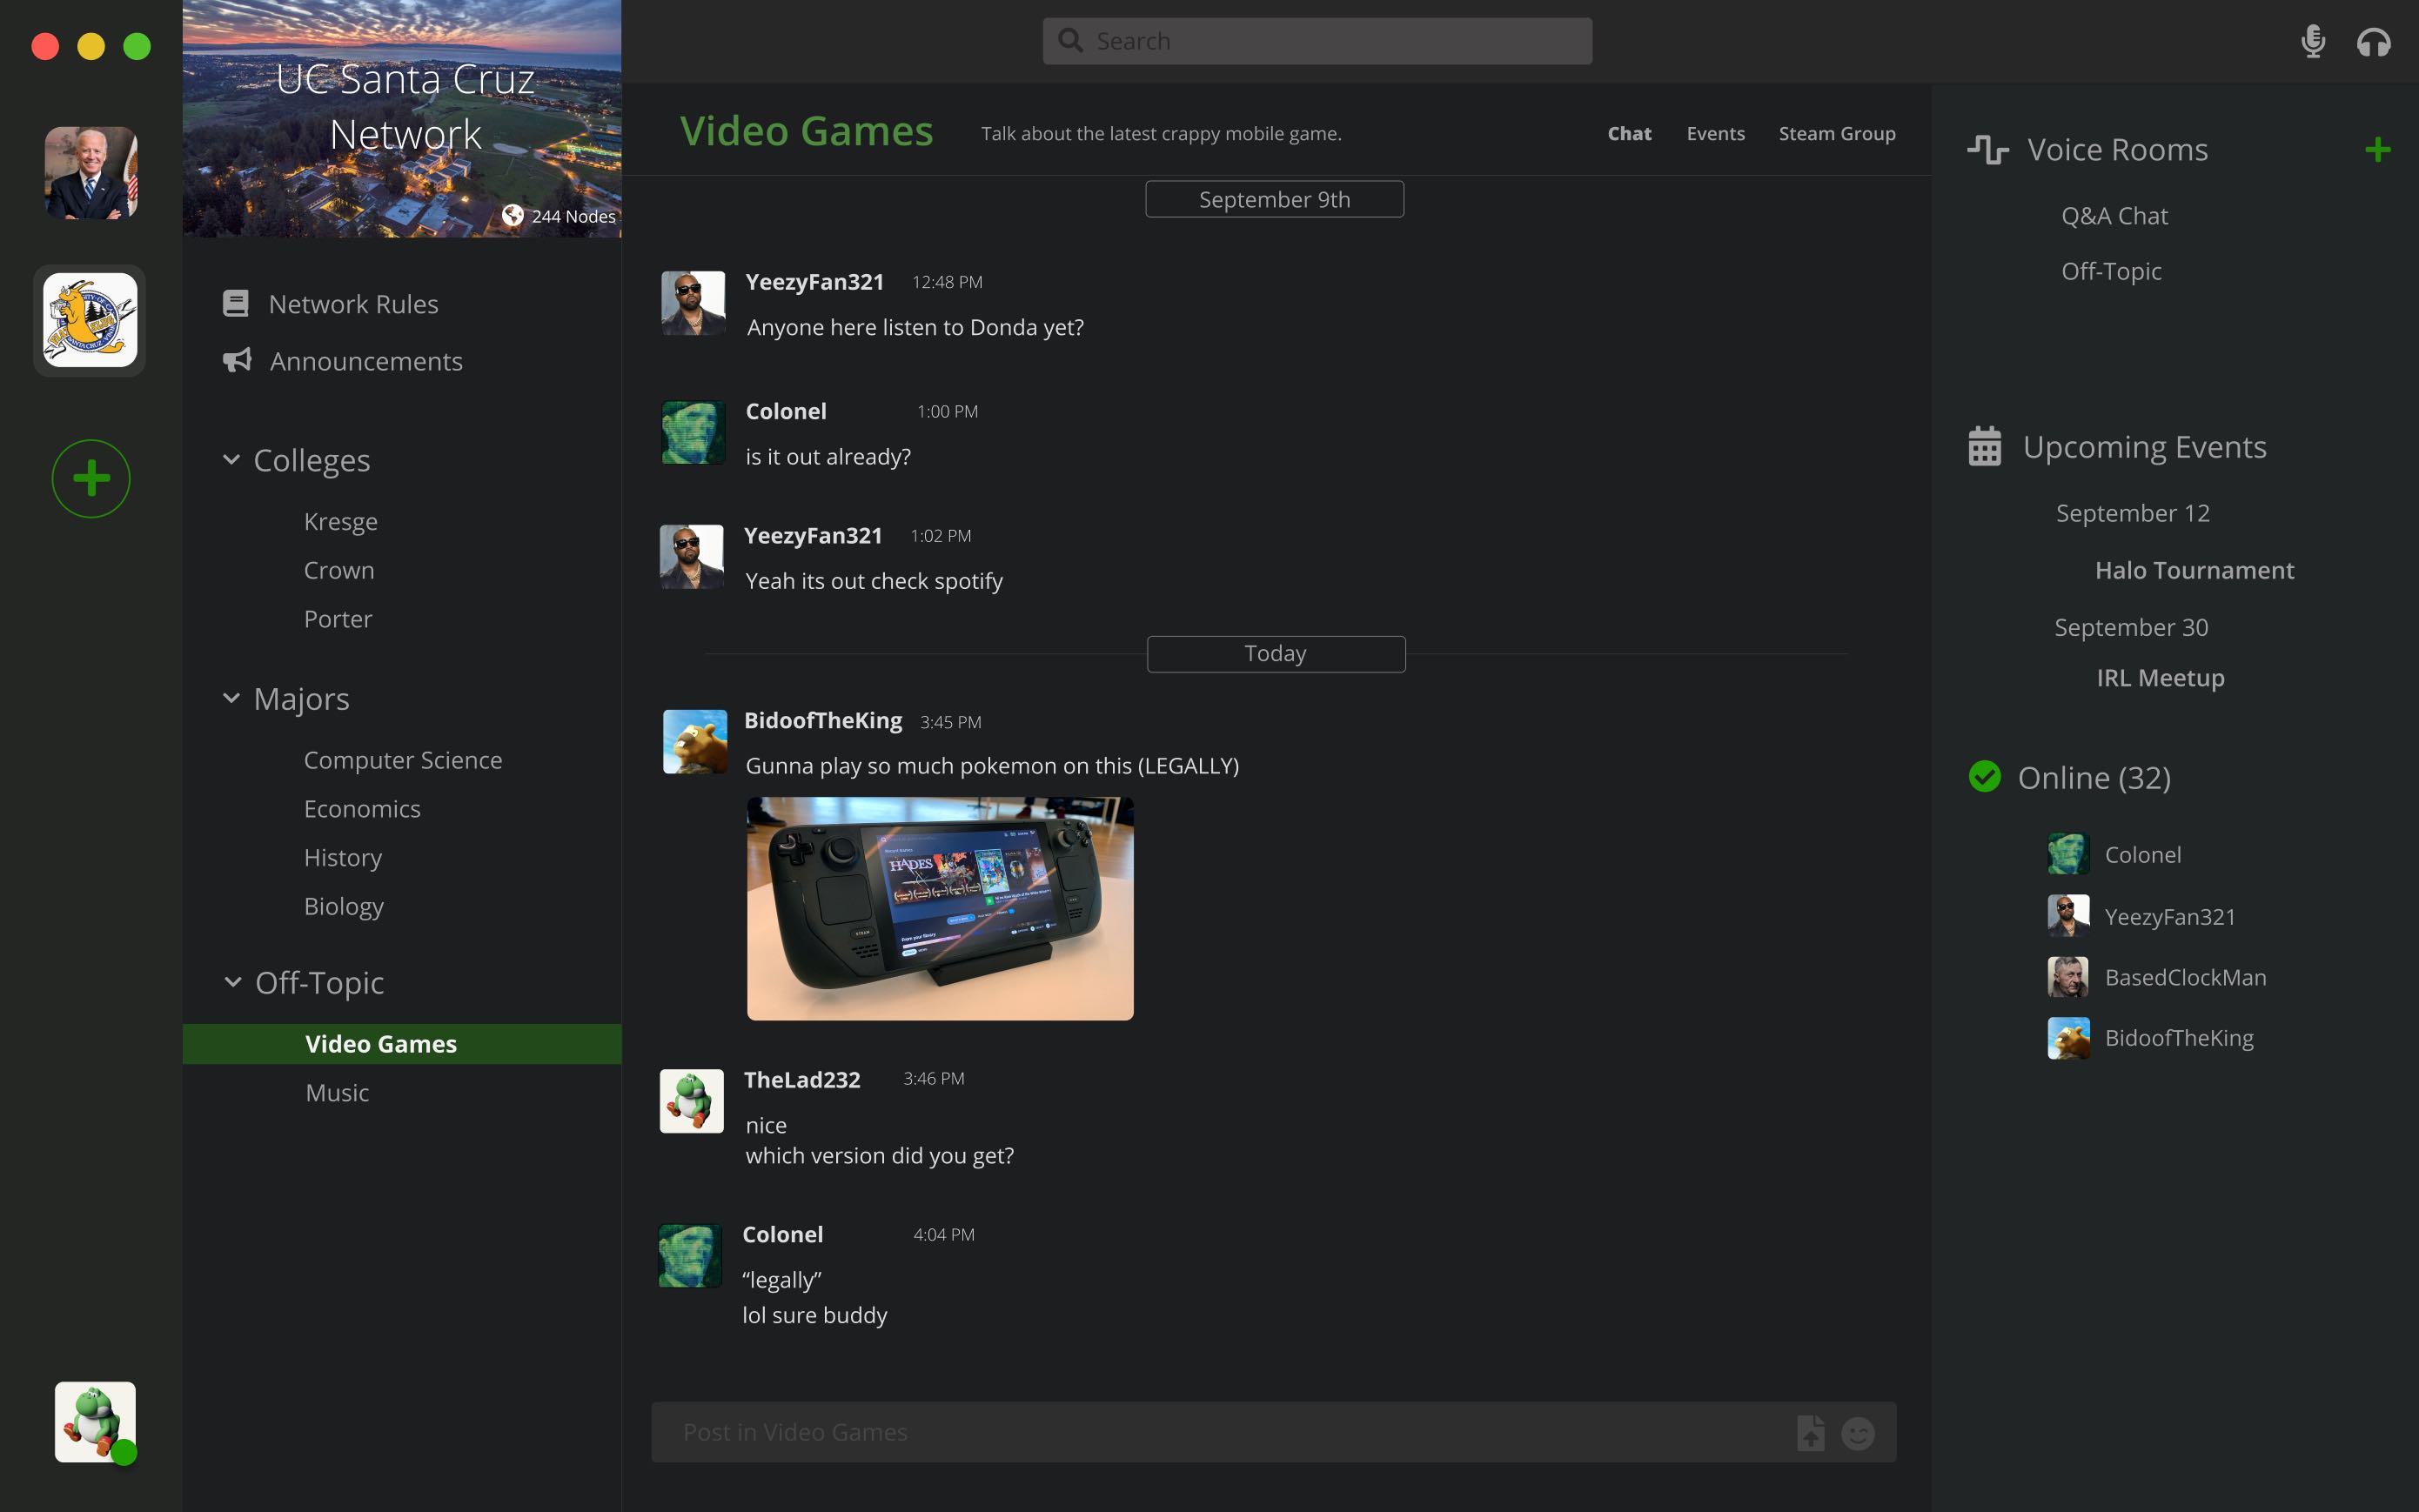 UC Santa Cruz
Network
244 Nodes
Network Rules
Announcements
Colleges
Kresge
Crown
Porter
Majors
Computer Science
Economics
History
Biology
Off-Topic
Video Games
Music
Search
Video Games
Talk about the latest crappy mobile game.
Chat
Events
Steam Group
September 9th
YeezyFan321 12:48 PM
Anyone here listen to Donda yet?
Colonel 1:00 PM
is it out already?
YeezyFan321 1:02 PM
Yeah its out check spotify
Today
BidoofTheKing 3:45 PM
Gunna play so much pokemon on this (LEGALLY)
HADES
STEAM
TheLad232 3:46 PM
nice
which version did you get?
Colonel 4:04 PM
“legally”
lol sure buddy
Post in Video Games
Voice Rooms
Q&A Chat
Off-Topic
Upcoming Events
September 12
Halo Tournament
September 30
IRL Meetup
Online (32)
Colonel
YeezyFan321
BasedClockMan
BidoofTheKing